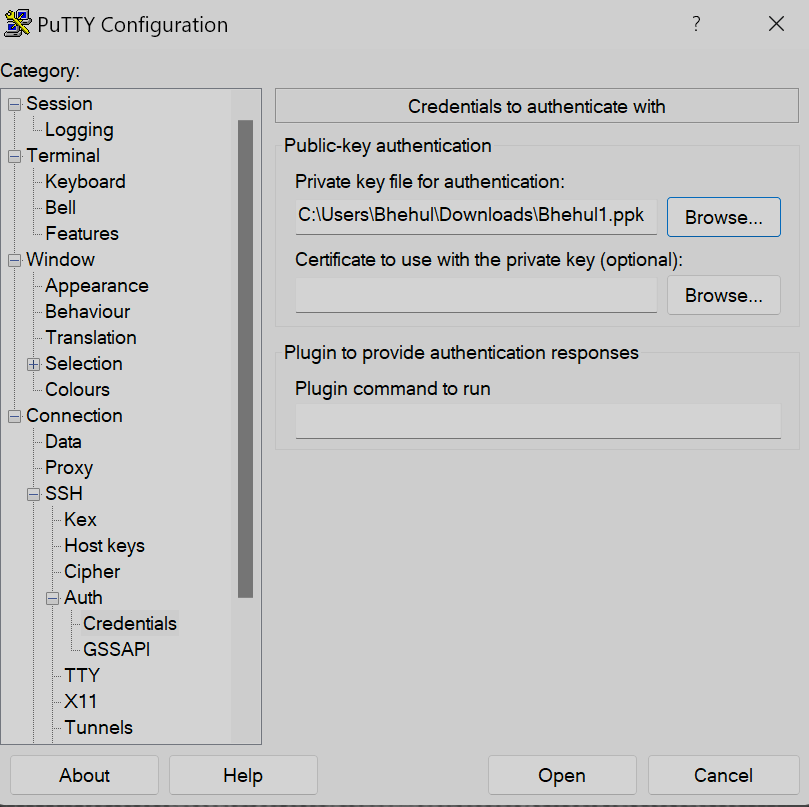 PuTTY Configuration
?
Category:
Session
Logging
Terminal
Keyboard
Bell
Features
Window
Appearance
Behaviour
Translation
Selection
Colours
Connection
Data
Proxy
SSH
Kex
Host keys
Cipher
Auth
Credentials
GSSAPI
TTY
X11
Tunnels
Credentials to authenticate with
Public-key authentication
Private key file for authentication:
C:\Users\Bhehul\Downloads\Bhehul1.ppk Browse...
Certificate to use with the private key (optional):
Browse...
Plugin to provide authentication responses
Plugin command to run
About Help Open Cancel